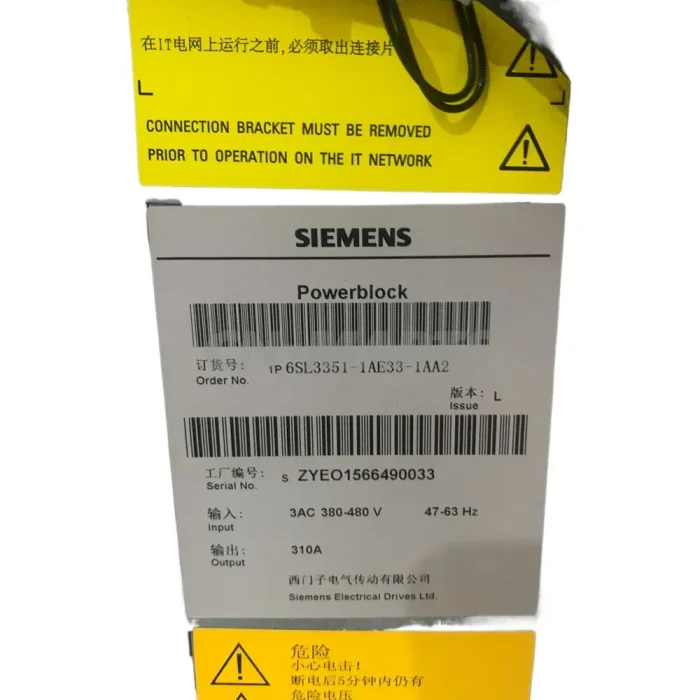 在IT电网上运行之前,必须取出连接片
CONNECTION BRACKET MUST BE REMOVED
PRIOR TO OPERATION ON THE IT NETWORK
SIEMENS
Powerblock
订货号: 1P 6SL3351-1AE33-1AA2
Order No.
版本: L
Issue
工厂编号: S ZYEO1566490033
Serial No.
输入: 3AC 380-480 V 47-63 Hz
Input
输出: 310A
Output
西门子电气传动有限公司
Siemens Electrical Drives Ltd.
危险
小心电击!
断电后5分钟内仍有
危险电压